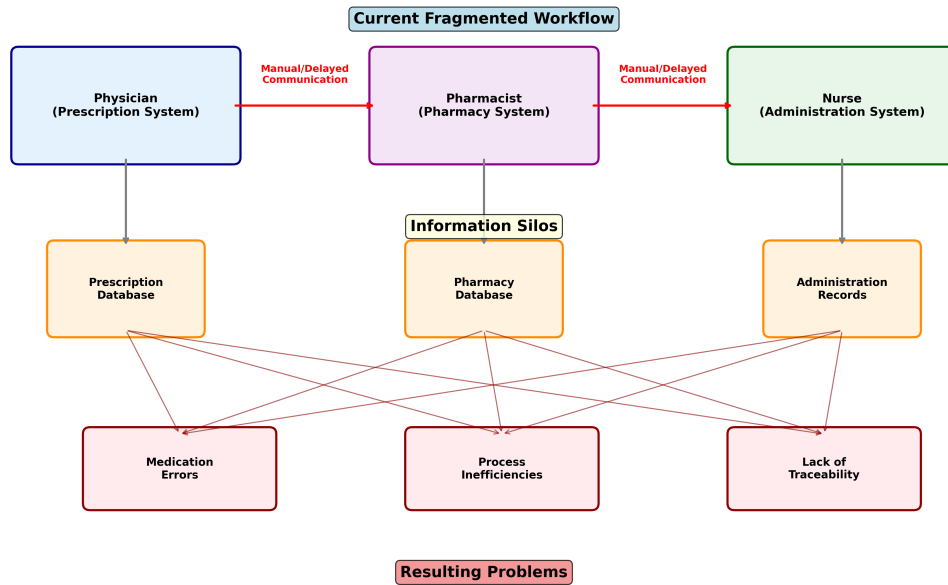 Current Fragmented Workflow
Manual/Delayed
Communication
Manual/Delayed
Communication
Physician
(Prescription System)
Pharmacist
(Pharmacy System)
Nurse
(Administration System)
Information Silos
Prescription
Database
Pharmacy
Database
Administration
Records
Medication
Errors
Process
Inefficiencies
Lack of
Traceability
Resulting Problems